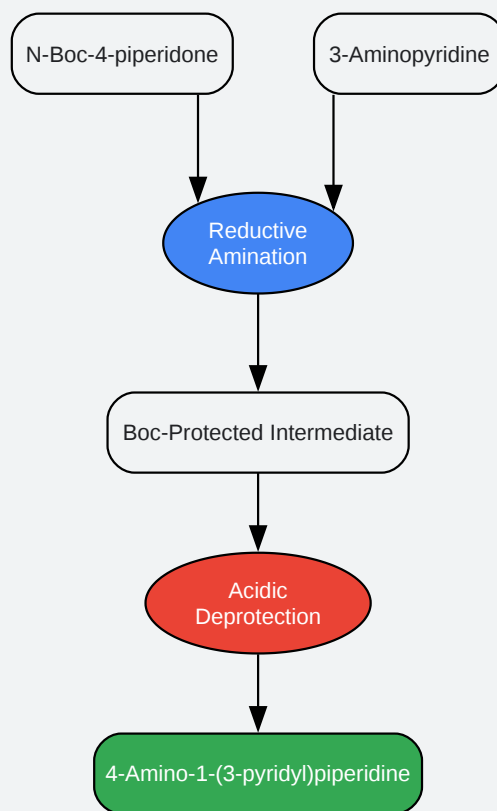 N-Boc-4-piperidone
3-Aminopyridine
Reductive
Amination
Boc-Protected Intermediate
Acidic
Deprotection
4-Amino-1-(3-pyridyl)piperidine